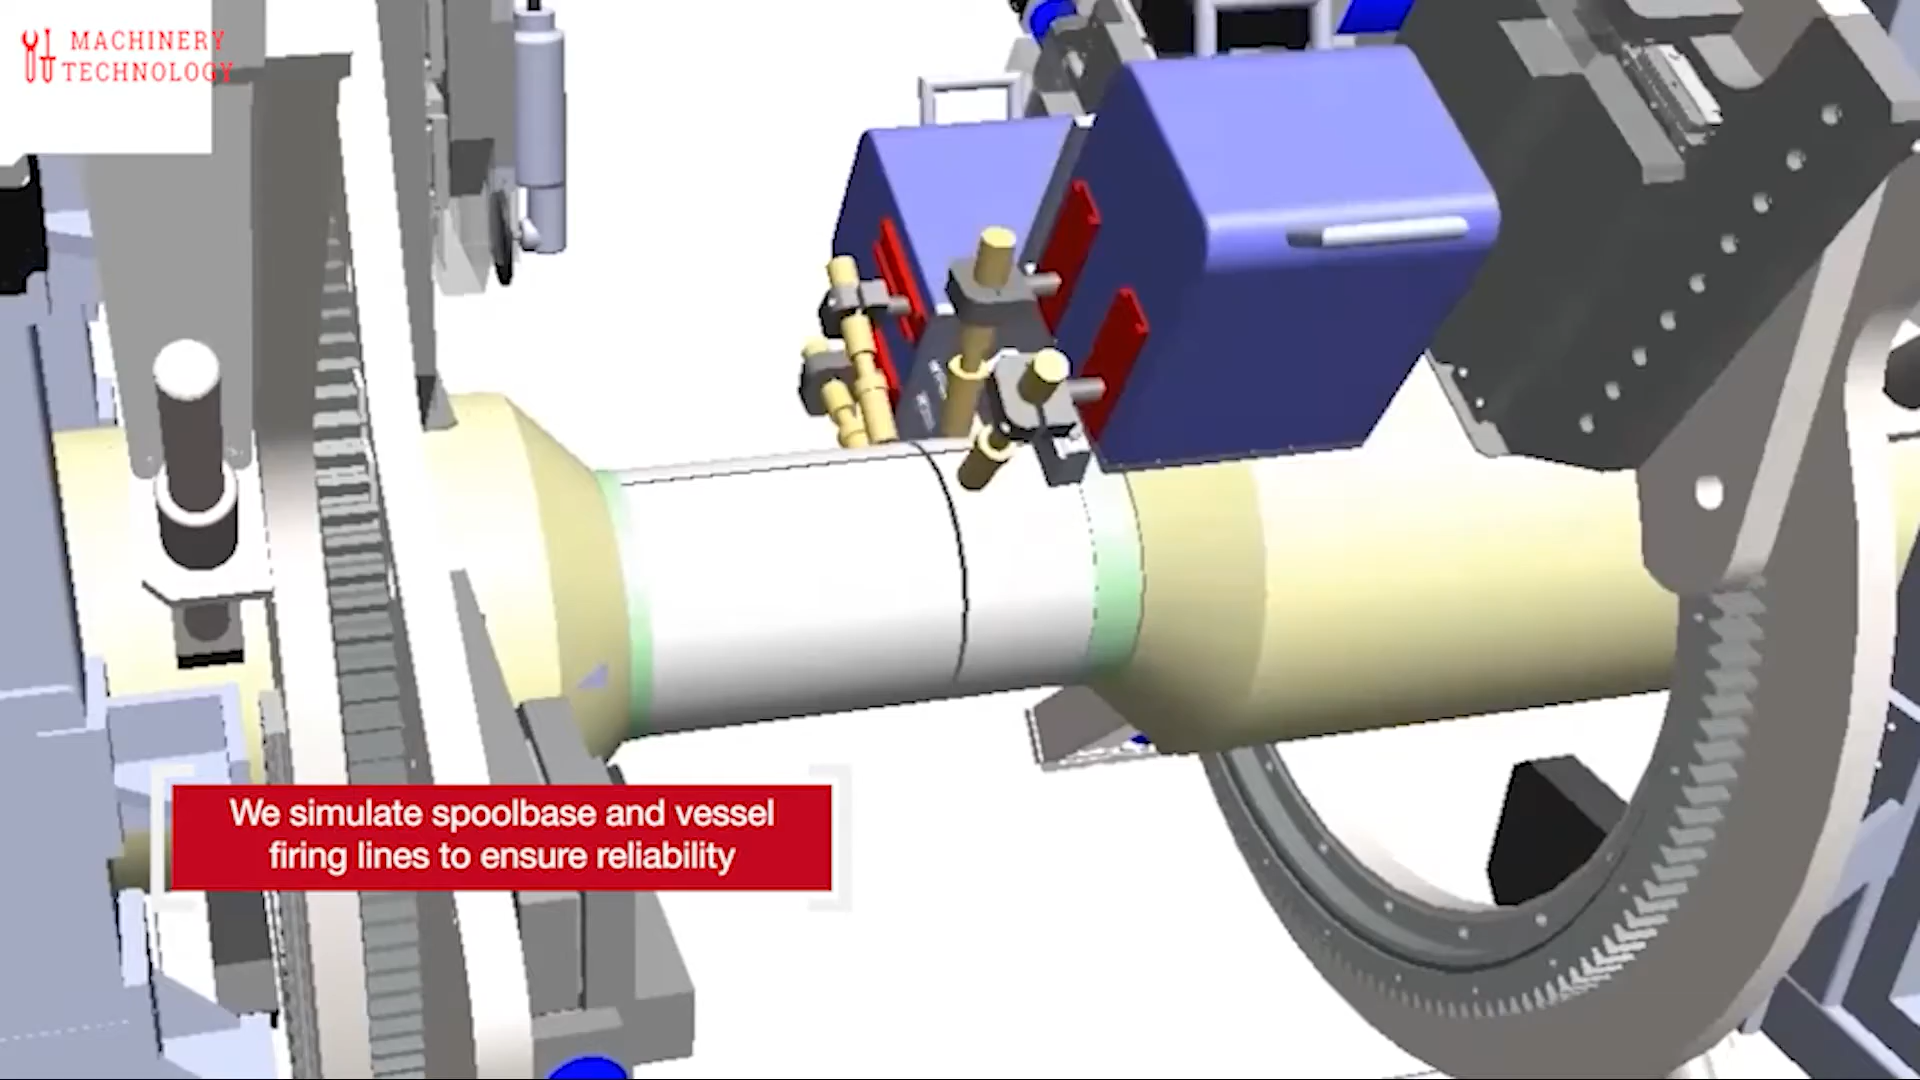 MACHINERY
TECHNOLOGY
We simulate spoolbase and vessel
firing lines to ensure reliability